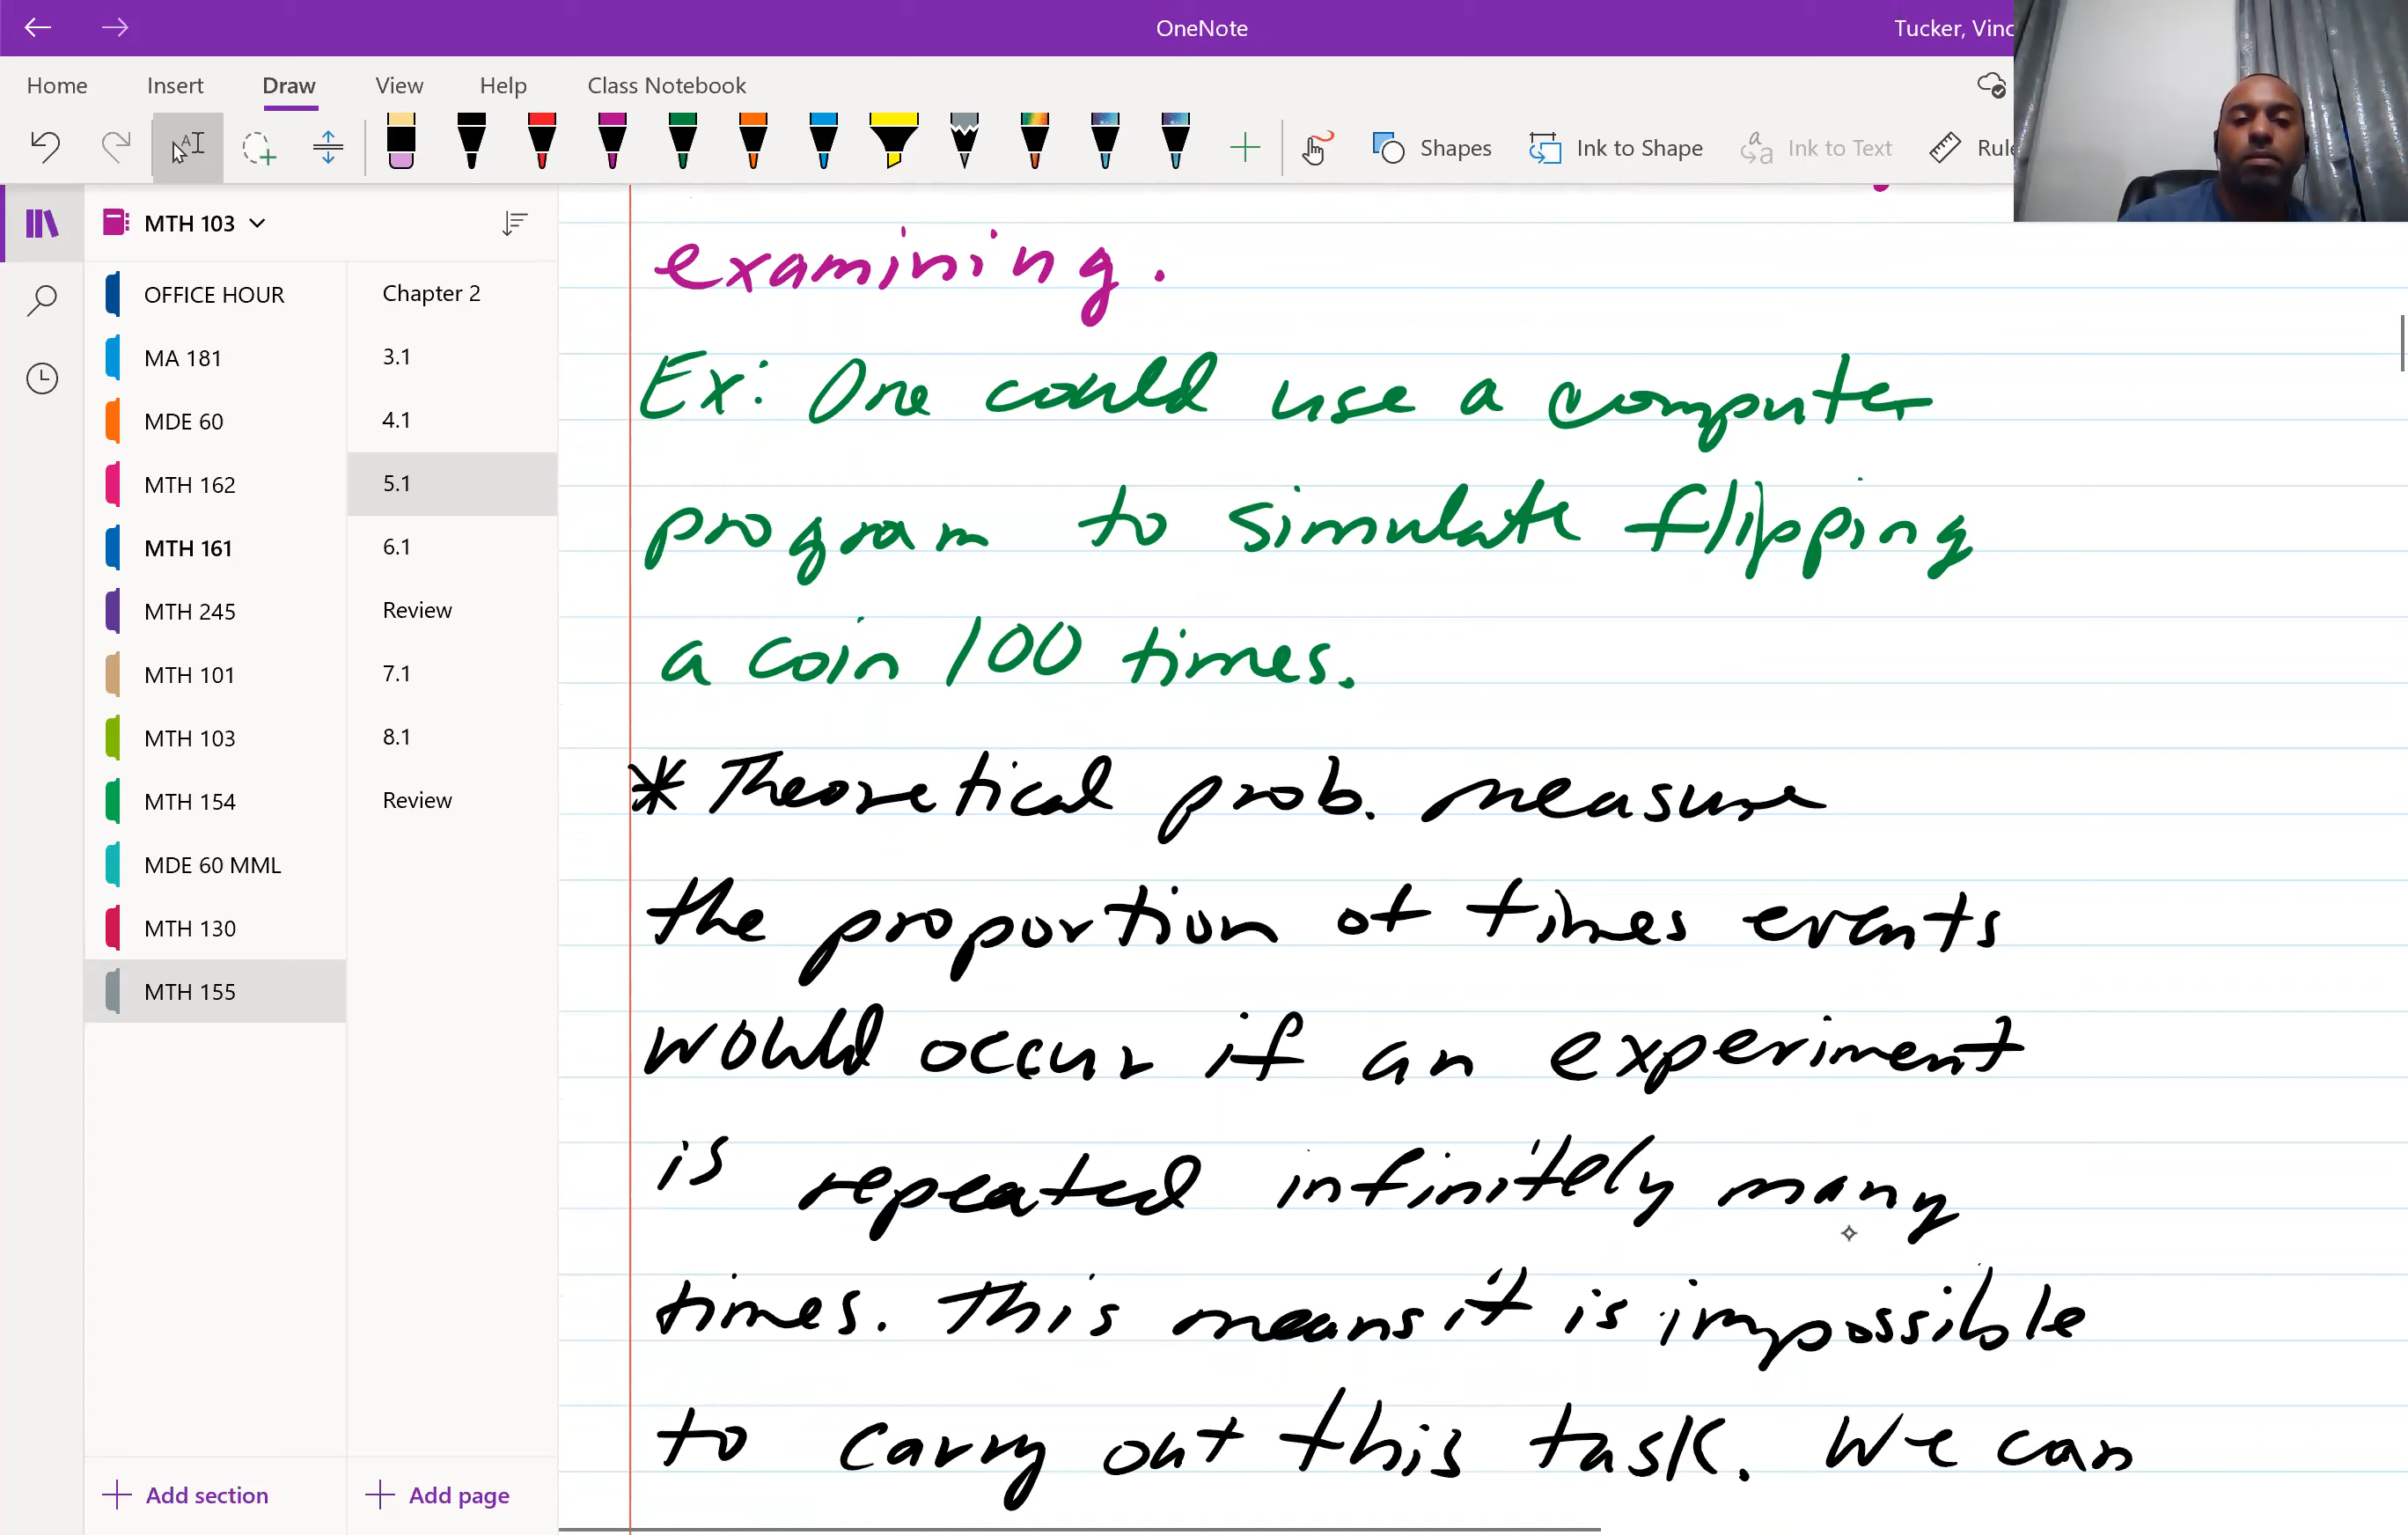 OneNote
Tucker, Vinc
Home Insert Draw View Help Class Notebook
Shapes Ink to Shape Ink to Text Rule
MTH 103
OFFICE HOUR
MA 181
MDE 60
MTH 162
MTH 161
MTH 245
MTH 101
MTH 103
MTH 154
MDE 60 MML
MTH 130
MTH 155
Add section
Chapter 2
3.1
4.1
5.1
6.1
Review
7.1
8.1
Review
Add page
examining.
Ex: One could use a computer
program to simulate flipping
a coin 100 times.
* Theoretical prob. measure
the proportion of times events
would occur if an experiment
is repeated infinitely many
times. This means it is impossible
to carry out this task. We can